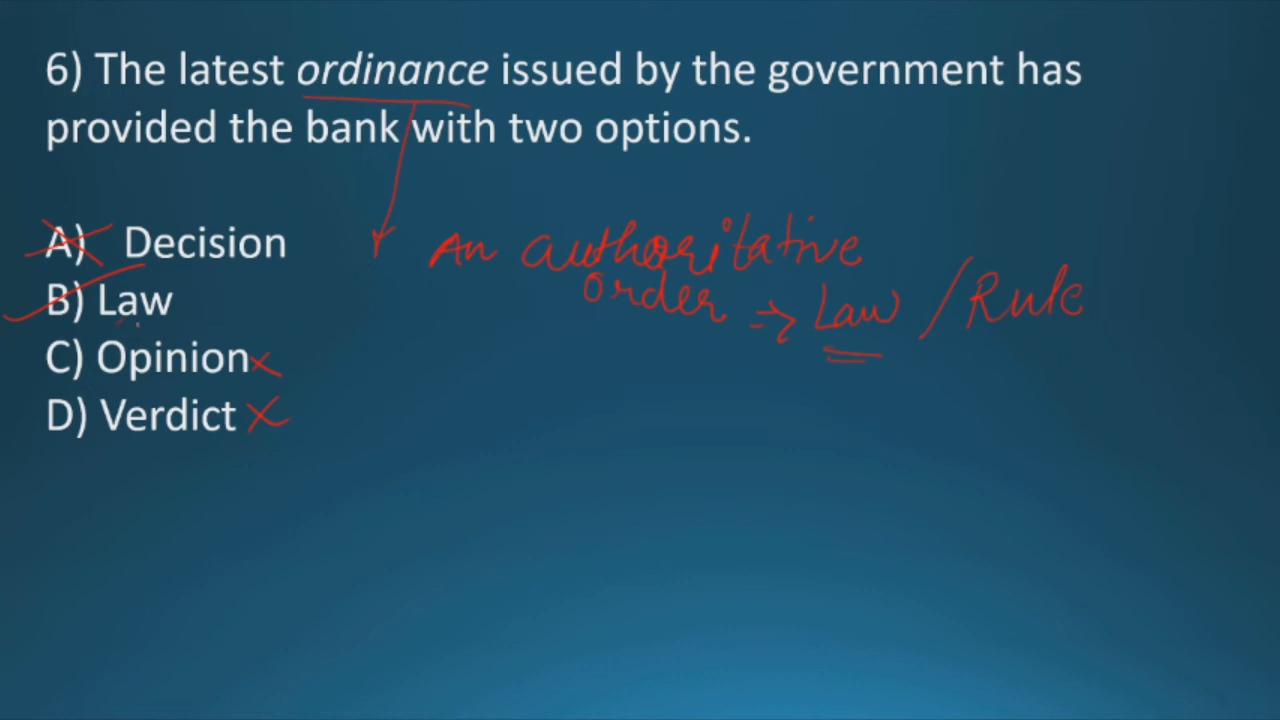 6) The latest ordinance issued by the government has
provided the bank with two options.
A) Decision
An authoritative
order => Law / Rule
B) Law
C) Opinion
D) Verdict